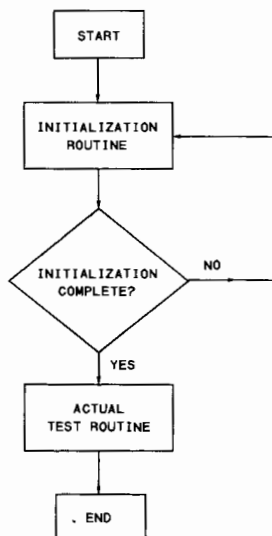 START
INITIALIZATION
ROUTINE
INITIALIZATION
COMPLETE?
NO
YES
ACTUAL
TEST ROUTINE
END